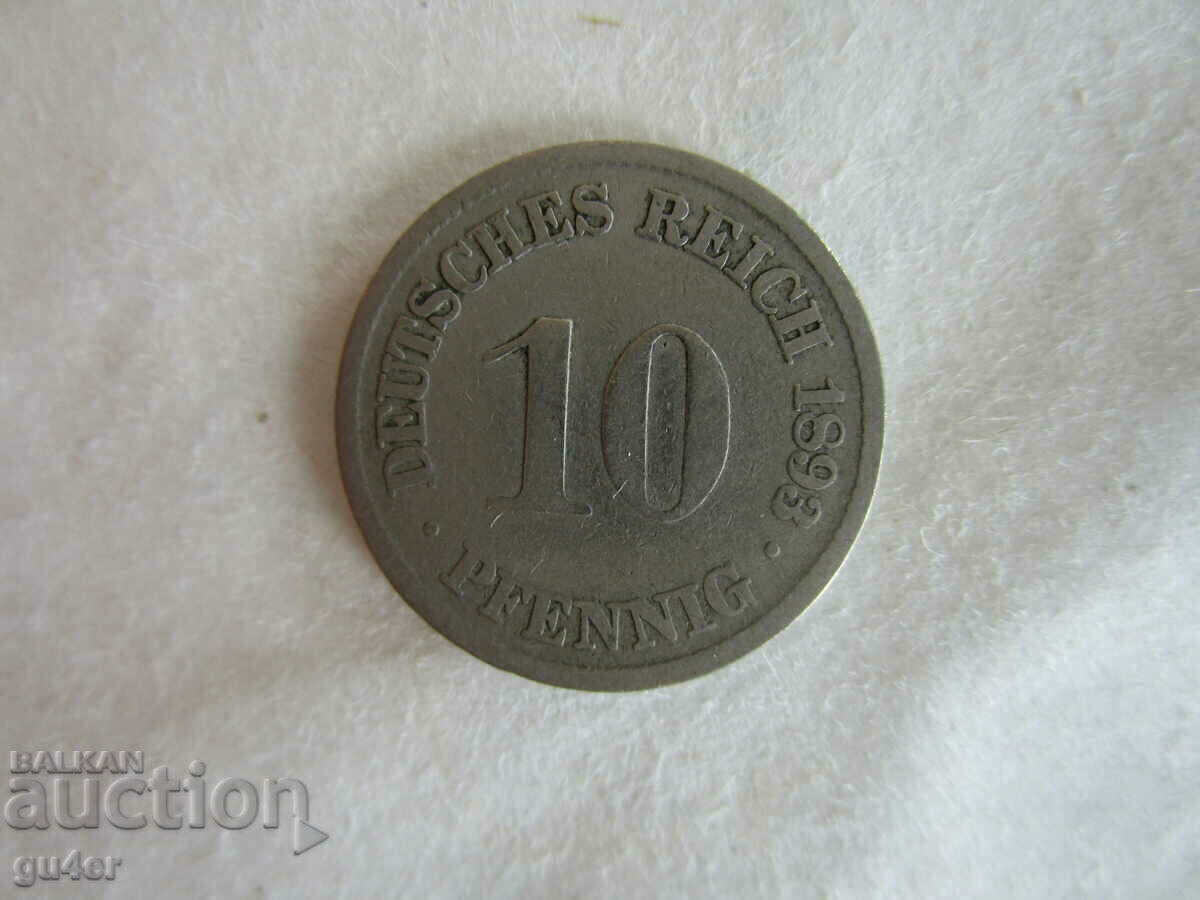 DEUTSCHES REICH 1893
10
· PFENNIG ·
BALKAN
auction
gu4er